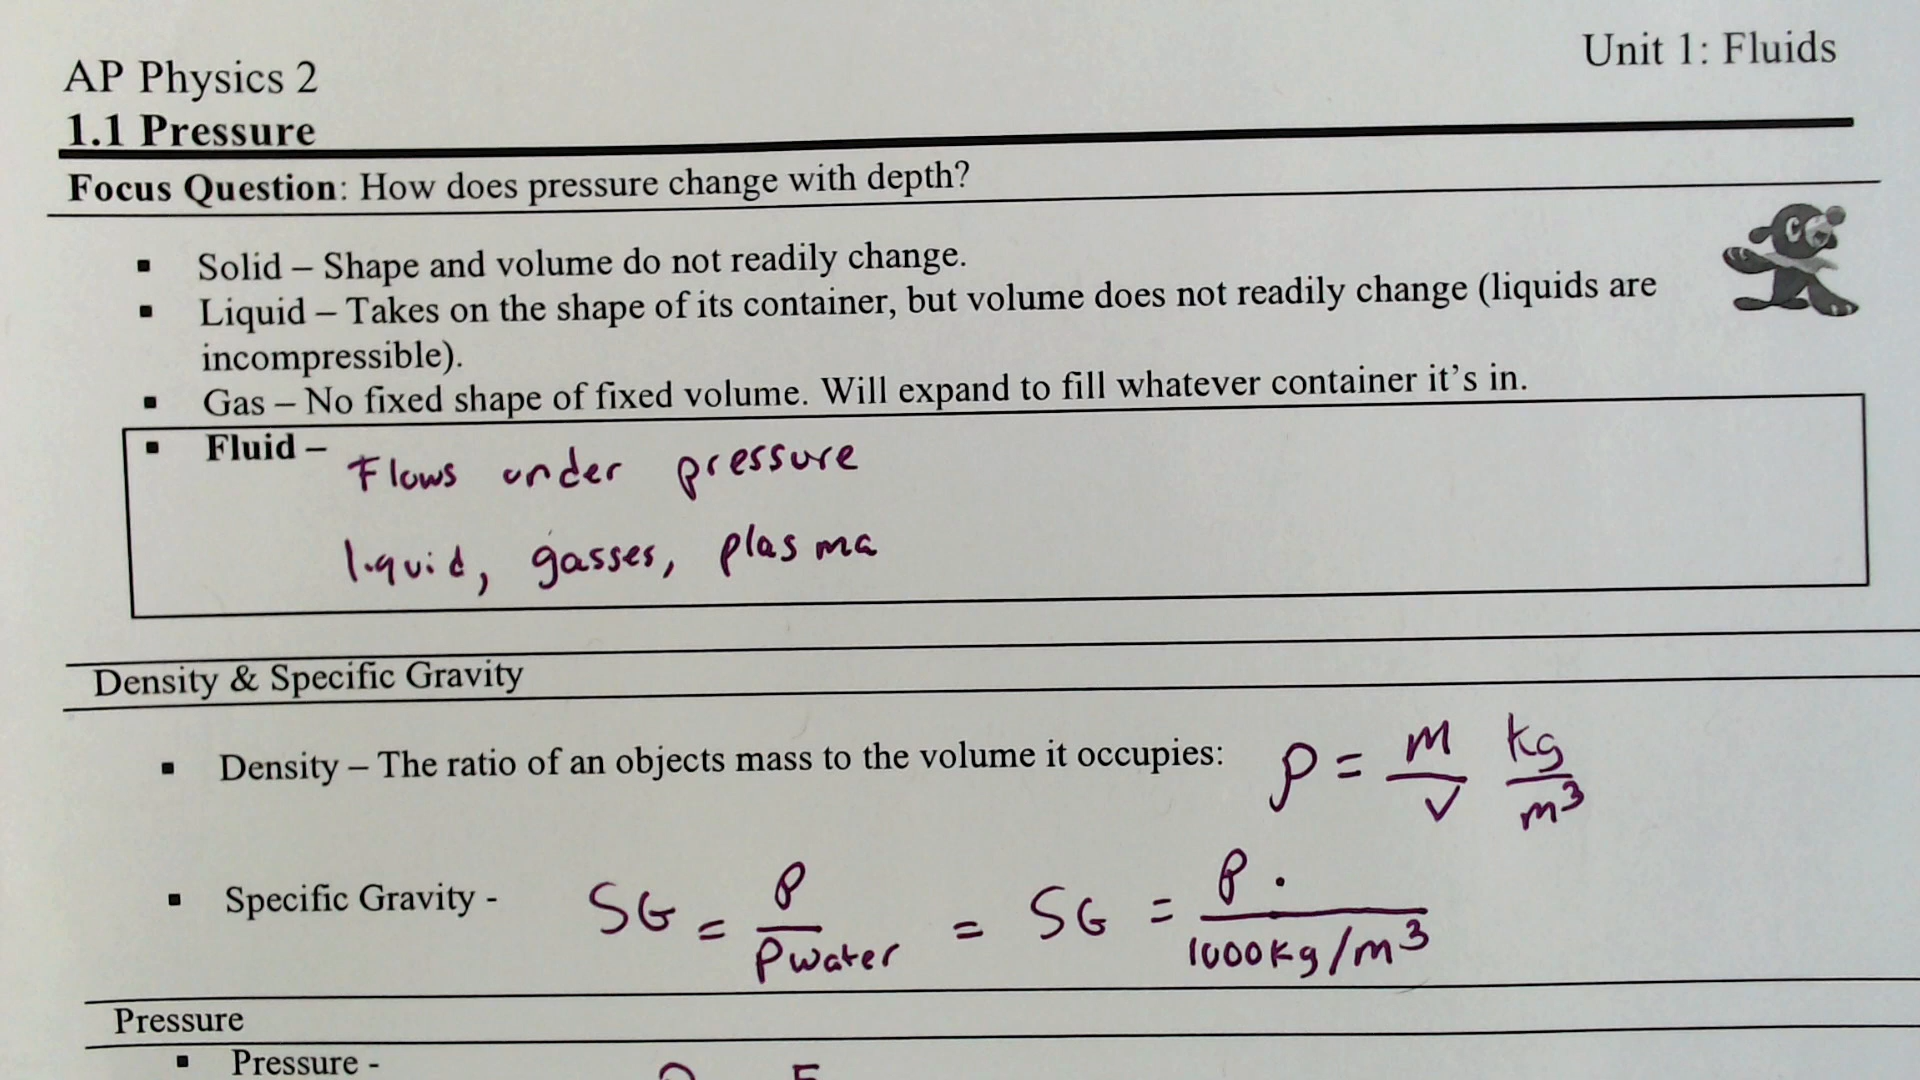 Unit 1: Fluids
AP Physics 2
1.1 Pressure
Focus Question: How does pressure change with depth?
▪ Solid – Shape and volume do not readily change.
▪ Liquid – Takes on the shape of its container, but volume does not readily change (liquids are
incompressible).
▪ Gas – No fixed shape of fixed volume. Will expand to fill whatever container it's in.
▪ Fluid – Flows under pressure
liquid, gasses, plasma
Density & Specific Gravity
▪ Density – The ratio of an objects mass to the volume it occupies: ρ = m/V kg/m³
▪ Specific Gravity - SG = ρ/ρwater = SG = ρ/1000kg/m³
Pressure
▪ Pressure -